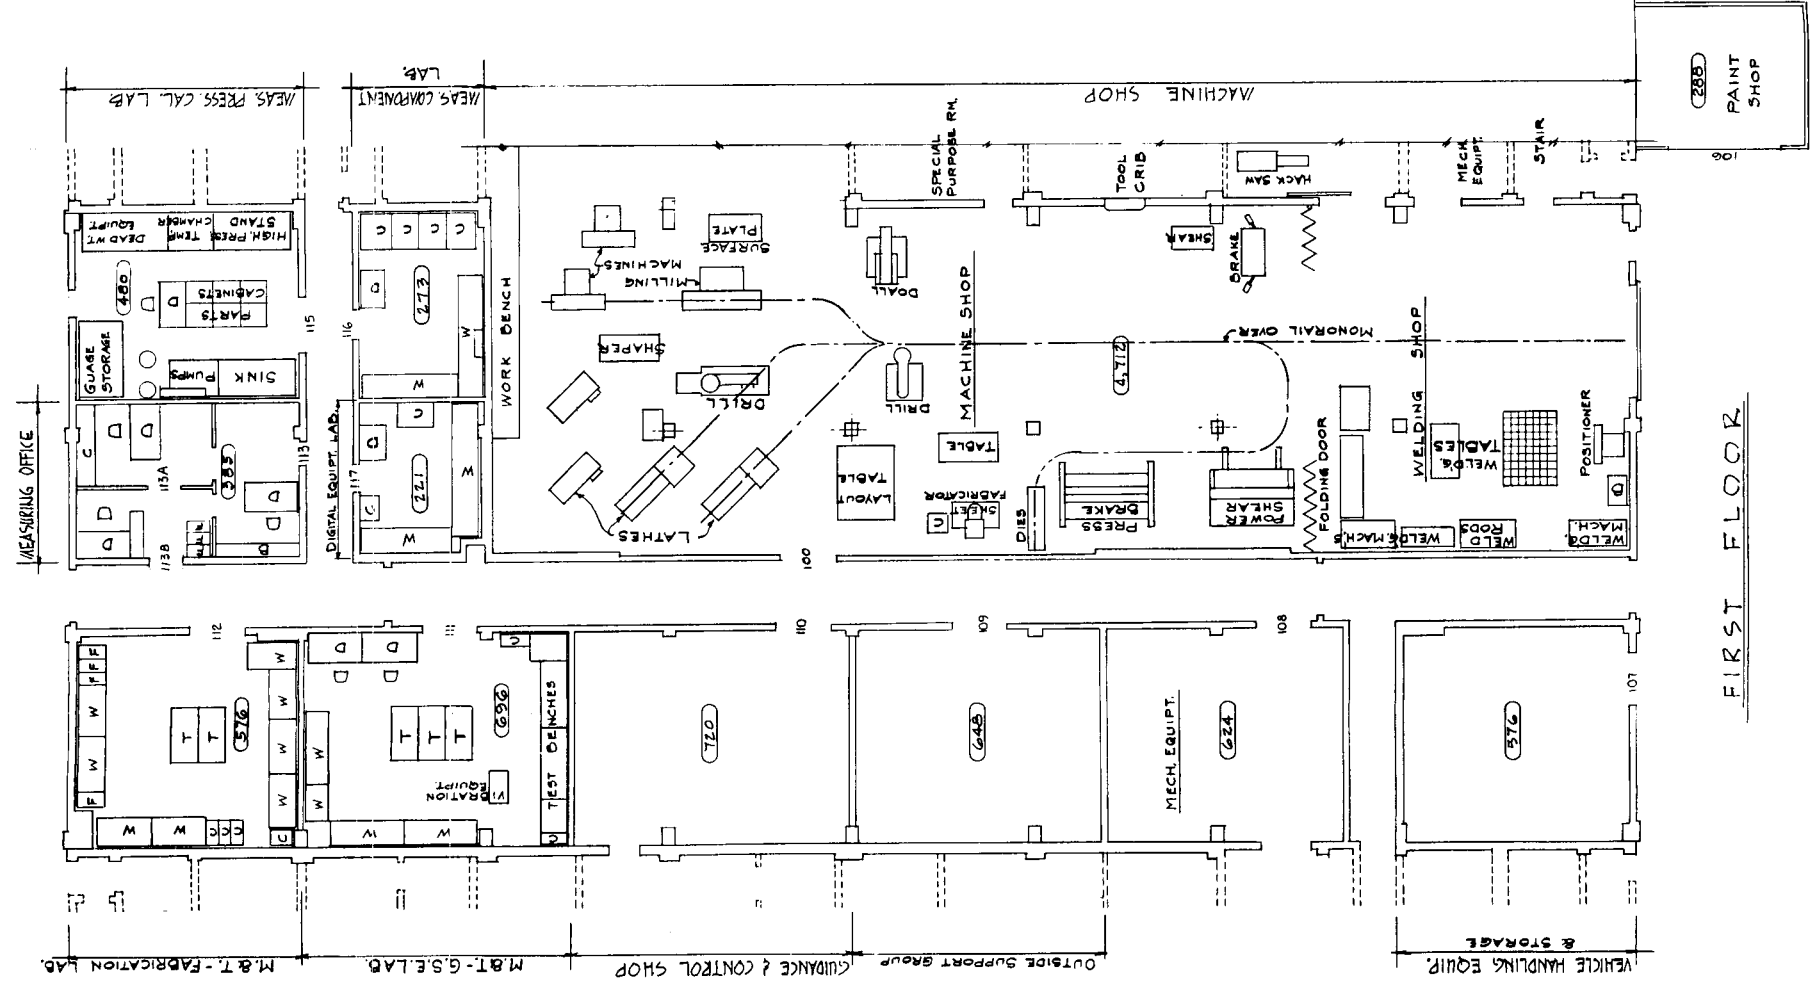 MEAS. PRESS. CAL. LAB.
MEAS. COMPONENT
LAB.
MACHINE SHOP
288
PAINT
SHOP
106
SPECIAL
PURPOSE RM.
TOOL
CRIB
HACK SAW
MECH.
EQUIPT.
STAIR
DEAD WT.
EQUIPT.
TEMP.
CHAMBER
HIGH. PRES.
STAND
480
D
PARTS
CABINETS
GUAGE
STORAGE
PUMPS
SINK
115
116
C
C
C
C
D
273
W
W
WORK BENCH
MILLING
MACHINES
SURFACE
PLATE
SHAPER
DRILL
DOALL
DRILL
MACHINE SHOP
SHEAR
BRAKE
4,712
MONORAIL OVER
WELDING SHOP
MEASURING OFFICE
C
D
D
113A
385
113
D
D
113B
D
D
DIGITAL EQUIPT. LAB.
117
C
D
221
C
W
W
LATHES
LAYOUT
TABLE
TABLE
SHEET
FABRICATOR
C
DIES
PRESS
BRAKE
POWER
SHEAR
FOLDING DOOR
WELD'G.
TABLES
POSITIONER
D
WELD'G. MACH'S
WELD
RODS
WELD'G.
MACH.
100
112
111
110
109
108
107
F
F
W
W
F
T
T
576
W
W
W
W
W
W
C
C
C
C
D
D
W
W
T
T
T
696
VIBRATION
EQUIPT.
W
W
C
TEST BENCHES
C
720
648
MECH. EQUIPT.
624
576
M.&T. - FABRICATION LAB.
M.&T. - G.S.E. LAB.
GUIDANCE & CONTROL SHOP
OUTSIDE SUPPORT GROUP
VEHICLE HANDLING EQUIP.
& STORAGE
FIRST FLOOR